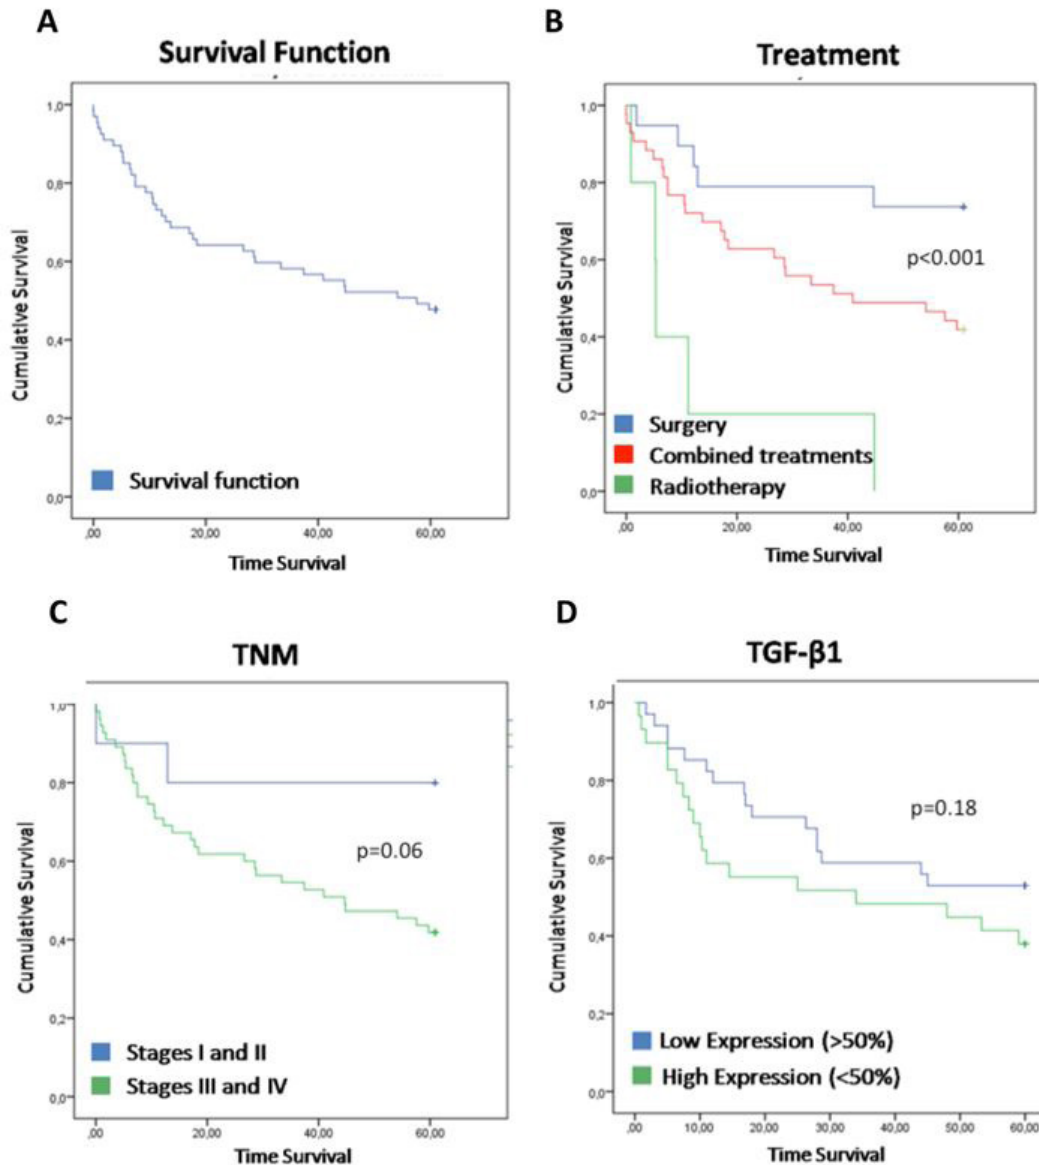 A
Survival Function
Cumulative Survival
1,0
0,8
0,6
0,4
0,2
0,0
Survival function
,00 20,00 40,00 60,00
Time Survival
B
Treatment
Cumulative Survival
1,0
0,8
0,6
0,4
0,2
0,0
p<0.001
Surgery
Combined treatments
Radiotherapy
,00 20,00 40,00 60,00
Time Survival
C
TNM
Cumulative Survival
1,0
0,8
0,6
0,4
0,2
0,0
p=0.06
Stages I and II
Stages III and IV
,00 20,00 40,00 60,00
Time Survival
D
TGF-β1
Cumulative Survival
1,0
0,8
0,6
0,4
0,2
0,0
p=0.18
Low Expression (>50%)
High Expression (<50%)
,00 10,00 20,00 30,00 40,00 50,00 60,00
Time Survival